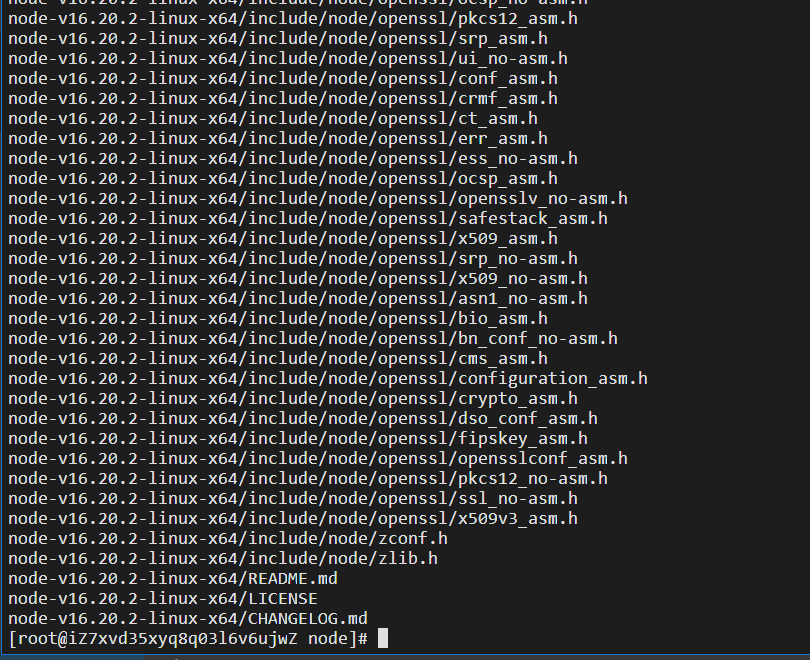 node-v16.20.2-linux-x64/include/node/openssl/ocsp_no-asm.h
node-v16.20.2-linux-x64/include/node/openssl/pkcs12_asm.h
node-v16.20.2-linux-x64/include/node/openssl/srp_asm.h
node-v16.20.2-linux-x64/include/node/openssl/ui_no-asm.h
node-v16.20.2-linux-x64/include/node/openssl/conf_asm.h
node-v16.20.2-linux-x64/include/node/openssl/crmf_asm.h
node-v16.20.2-linux-x64/include/node/openssl/ct_asm.h
node-v16.20.2-linux-x64/include/node/openssl/err_asm.h
node-v16.20.2-linux-x64/include/node/openssl/ess_no-asm.h
node-v16.20.2-linux-x64/include/node/openssl/ocsp_asm.h
node-v16.20.2-linux-x64/include/node/openssl/opensslv_no-asm.h
node-v16.20.2-linux-x64/include/node/openssl/safestack_asm.h
node-v16.20.2-linux-x64/include/node/openssl/x509_asm.h
node-v16.20.2-linux-x64/include/node/openssl/srp_no-asm.h
node-v16.20.2-linux-x64/include/node/openssl/x509_no-asm.h
node-v16.20.2-linux-x64/include/node/openssl/asn1_no-asm.h
node-v16.20.2-linux-x64/include/node/openssl/bio_asm.h
node-v16.20.2-linux-x64/include/node/openssl/bn_conf_no-asm.h
node-v16.20.2-linux-x64/include/node/openssl/cms_asm.h
node-v16.20.2-linux-x64/include/node/openssl/configuration_asm.h
node-v16.20.2-linux-x64/include/node/openssl/crypto_asm.h
node-v16.20.2-linux-x64/include/node/openssl/dso_conf_asm.h
node-v16.20.2-linux-x64/include/node/openssl/fipskey_asm.h
node-v16.20.2-linux-x64/include/node/openssl/opensslconf_asm.h
node-v16.20.2-linux-x64/include/node/openssl/pkcs12_no-asm.h
node-v16.20.2-linux-x64/include/node/openssl/ssl_no-asm.h
node-v16.20.2-linux-x64/include/node/openssl/x509v3_asm.h
node-v16.20.2-linux-x64/include/node/zconf.h
node-v16.20.2-linux-x64/include/node/zlib.h
node-v16.20.2-linux-x64/README.md
node-v16.20.2-linux-x64/LICENSE
node-v16.20.2-linux-x64/CHANGELOG.md
[root@iZ7xvd35xyq8q03l6v6ujwZ node]#